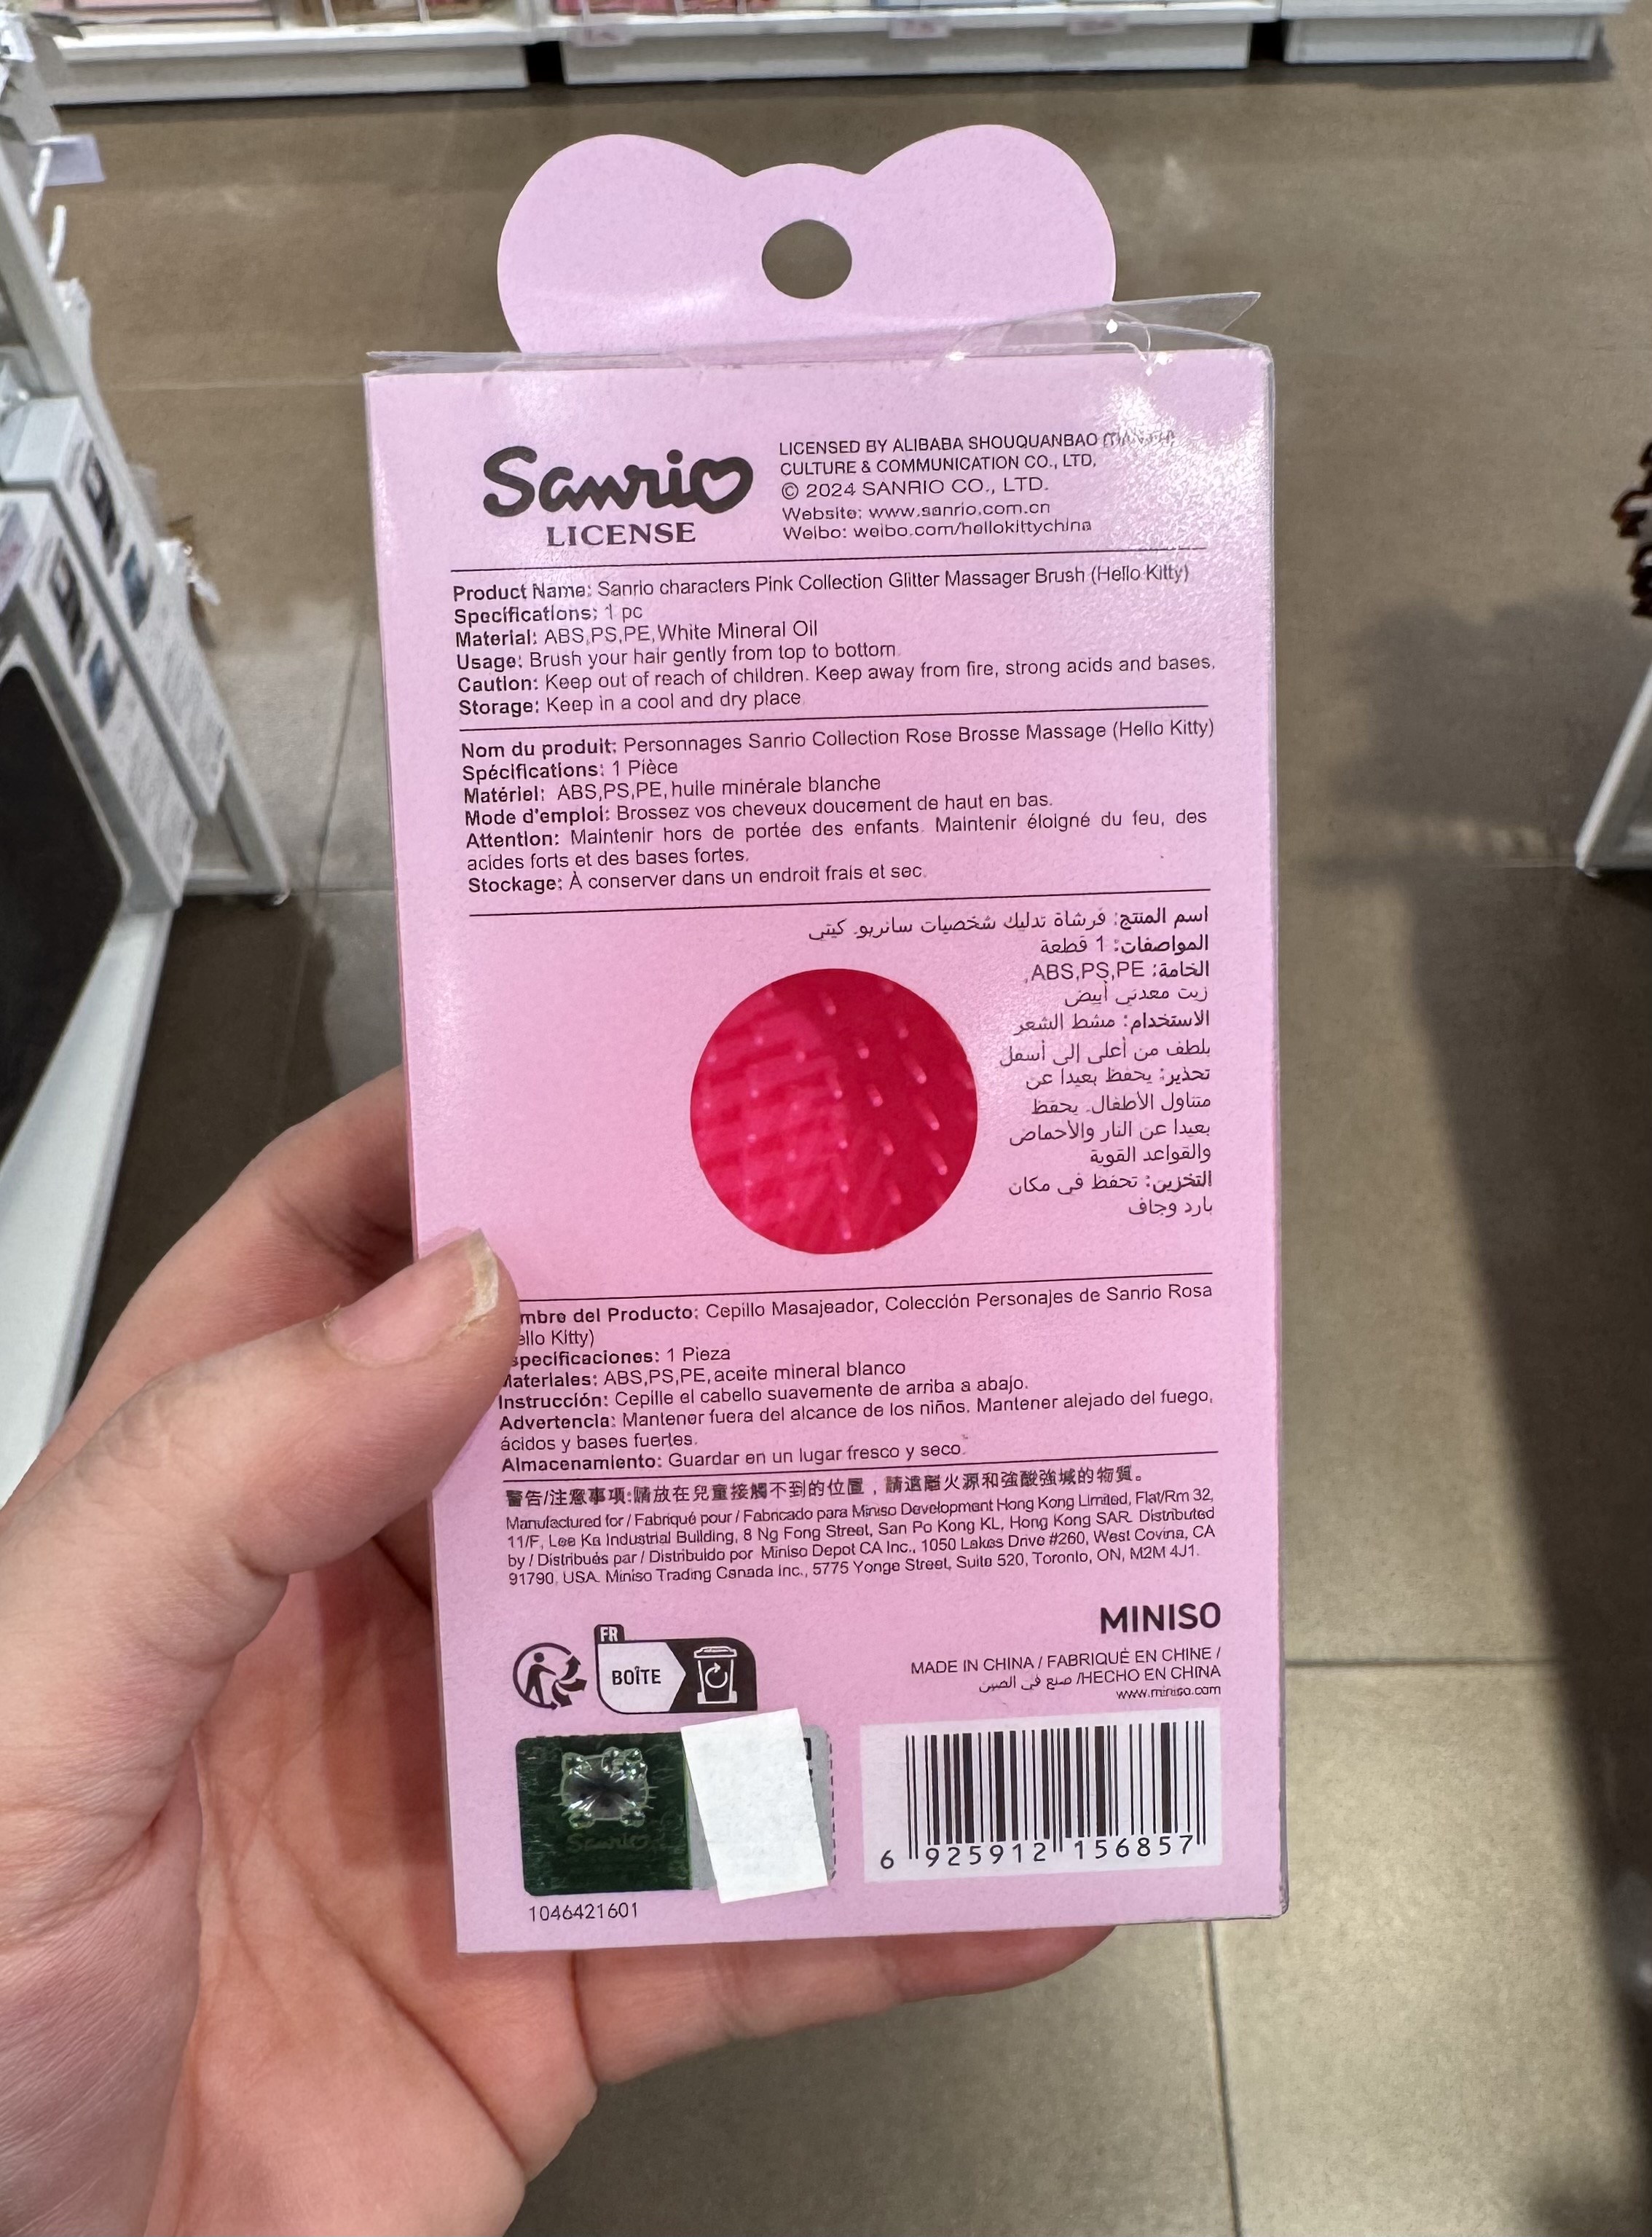 Sanrio
LICENSE
LICENSED BY ALIBABA SHOUQUANBAO
CULTURE & COMMUNICATION CO., LTD,
© 2024 SANRIO CO., LTD.
Website: www.sanrio.com.cn
Weibo: weibo.com/hellokittychina
Product Name: Sanrio characters Pink Collection Glitter Massager Brush (Hello Kitty)
Specifications: 1 pc
Material: ABS,PS,PE,White Mineral Oil
Usage: Brush your hair gently from top to bottom.
Caution: Keep out of reach of children. Keep away from fire, strong acids and bases.
Storage: Keep in a cool and dry place.
Nom du produit: Personnages Sanrio Collection Rose Brosse Massage (Hello Kitty)
Spécifications: 1 Pièce
Matériel: ABS,PS,PE,huile minérale blanche
Mode d'emploi: Brossez vos cheveux doucement de haut en bas.
Attention: Maintenir hors de portée des enfants. Maintenir éloigné du feu, des
acides forts et des bases fortes.
Stockage: À conserver dans un endroit frais et sec.
اسم المنتج: فرشاة تدليك شخصيات سانريو۔ كيتي
المواصفات: 1 قطعة
الخامة: ABS,PS,PE,
زيت معدني أبيض
الاستخدام: مشط الشعر
بلطف من أعلى إلى أسفل
تحذير: يحفظ بعيدا عن
متناول الأطفال۔ يحفظ
بعيدا عن النار والأحماض
والقواعد القوية
التخزين: تحفظ في مكان
بارد وجاف
mbre del Producto: Cepillo Masajeador, Colección Personajes de Sanrio Rosa
ello Kitty)
specificaciones: 1 Pieza
Materiales: ABS,PS,PE,aceite mineral blanco
Instrucción: Cepille el cabello suavemente de arriba a abajo.
Advertencia: Mantener fuera del alcance de los niños. Mantener alejado del fuego,
ácidos y bases fuertes.
Almacenamiento: Guardar en un lugar fresco y seco.
警告/注意事項:請放在兒童接觸不到的位置，請遠離火源和強酸強堿的物質。
Manufactured for / Fabriqué pour / Fabricado para Miniso Development Hong Kong Limited, Flat/Rm 32,
11/F, Lee Ka Industrial Building, 8 Ng Fong Street, San Po Kong KL, Hong Kong SAR. Distributed
by / Distribués par / Distribuido por Miniso Depot CA Inc., 1050 Lakes Drive #260, West Covina, CA
91790, USA. Miniso Trading Canada Inc., 5775 Yonge Street, Suite 520, Toronto, ON, M2M 4J1.
FR
BOÎTE
MINISO
MADE IN CHINA / FABRIQUÉ EN CHINE /
صنع في الصين /HECHO EN CHINA
www.miniso.com
Sanrio
6 925912 156857
1046421601